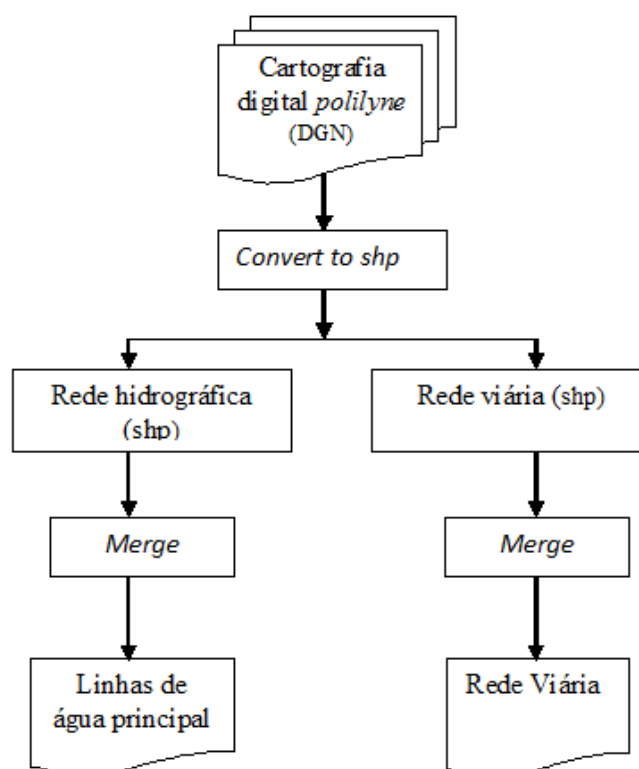 Cartografia
digital polilyne
(DGN)
Convert to shp
Rede hidrográfica
(shp)
Rede viária (shp)
Merge
Merge
Linhas de
água principal
Rede Viária